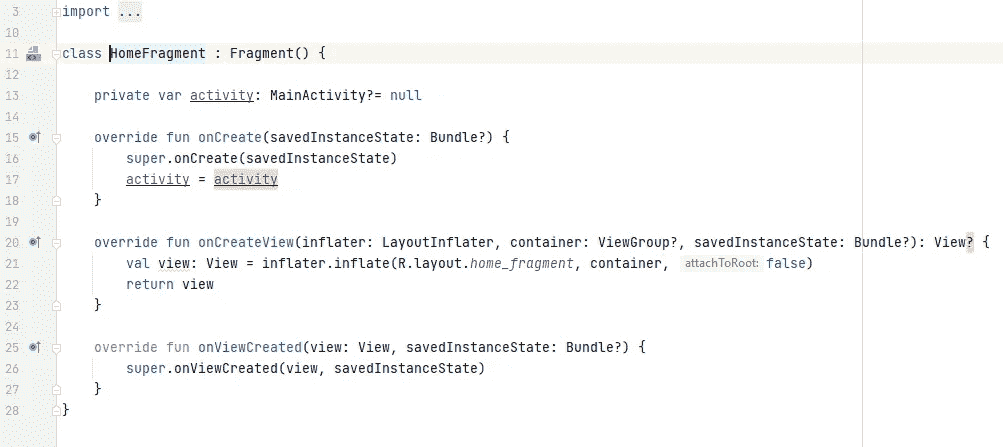 3 import ...
10
11 class HomeFragment : Fragment() {
12
13 private var activity: MainActivity?= null
14
15 override fun onCreate(savedInstanceState: Bundle?) {
16 super.onCreate(savedInstanceState)
17 activity = activity
18 }
19
20 override fun onCreateView(inflater: LayoutInflater, container: ViewGroup?, savedInstanceState: Bundle?): View? {
21 val view: View = inflater.inflate(R.layout.home_fragment, container, attachToRoot: false)
22 return view
23 }
24
25 override fun onViewCreated(view: View, savedInstanceState: Bundle?) {
26 super.onViewCreated(view, savedInstanceState)
27 }
28 }